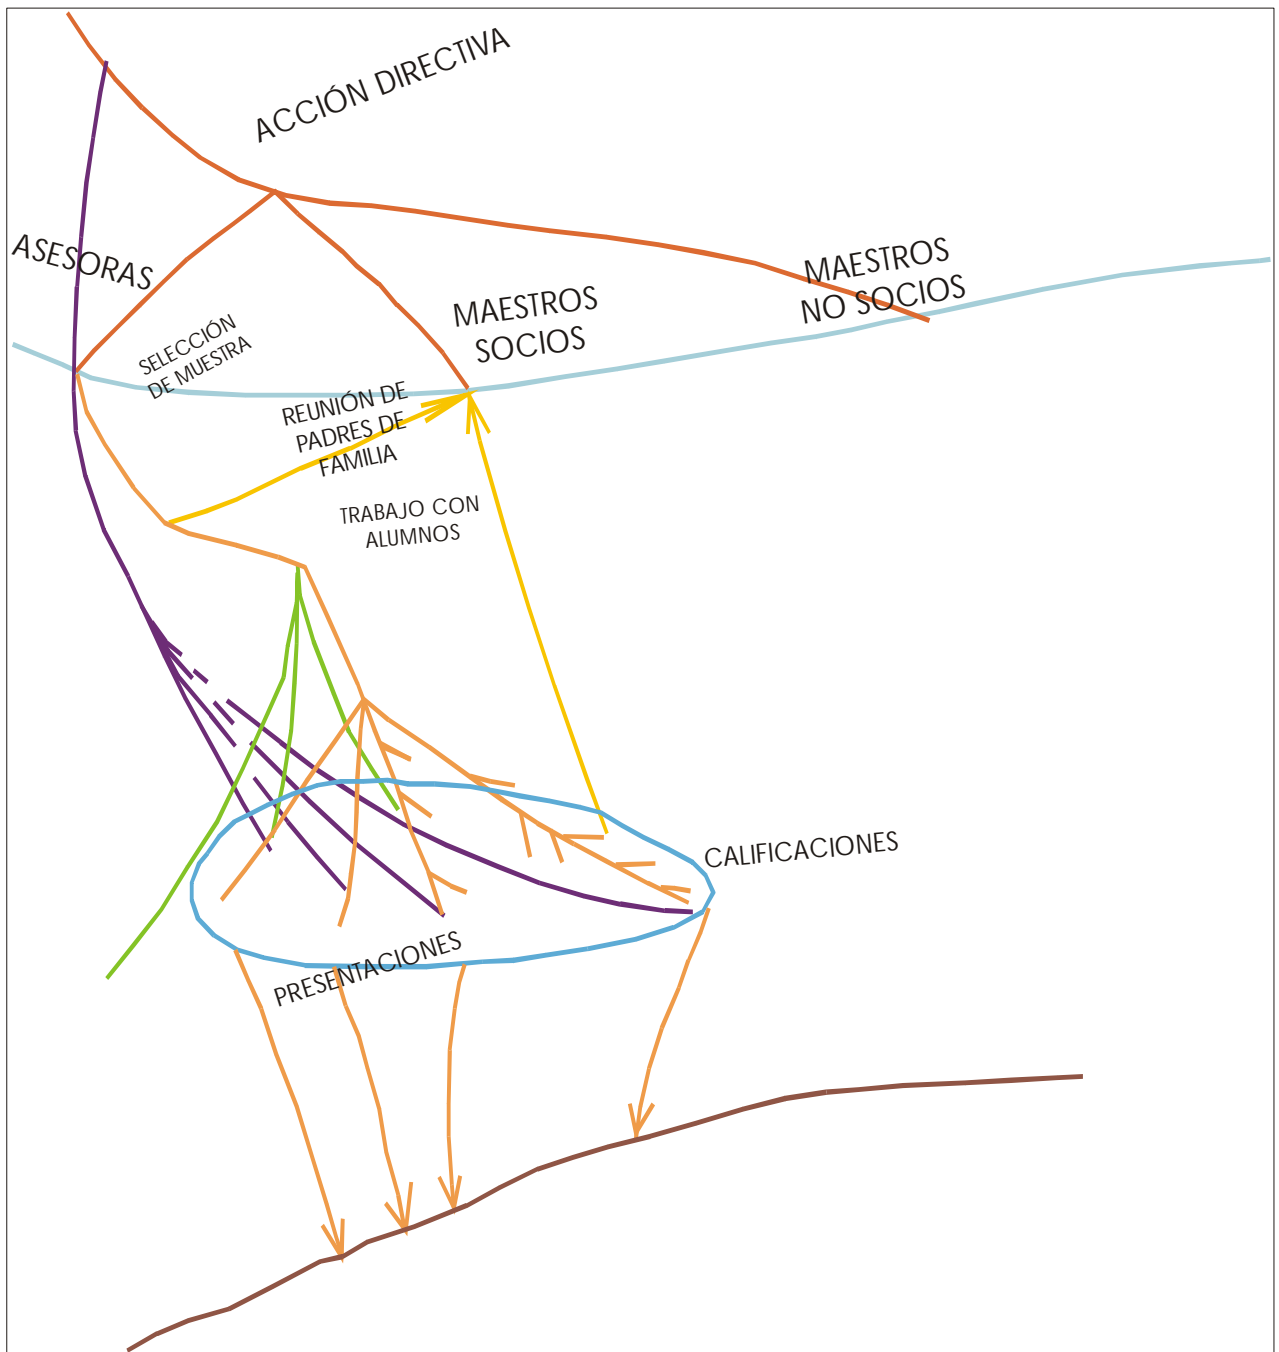 ACCIÓN DIRECTIVA
ASESORAS
MAESTROS
NO SOCIOS
MAESTROS
SOCIOS
SELECCIÓN
DE MUESTRA
REUNIÓN DE
PADRES DE
FAMILIA
TRABAJO CON
ALUMNOS
CALIFICACIONES
PRESENTACIONES